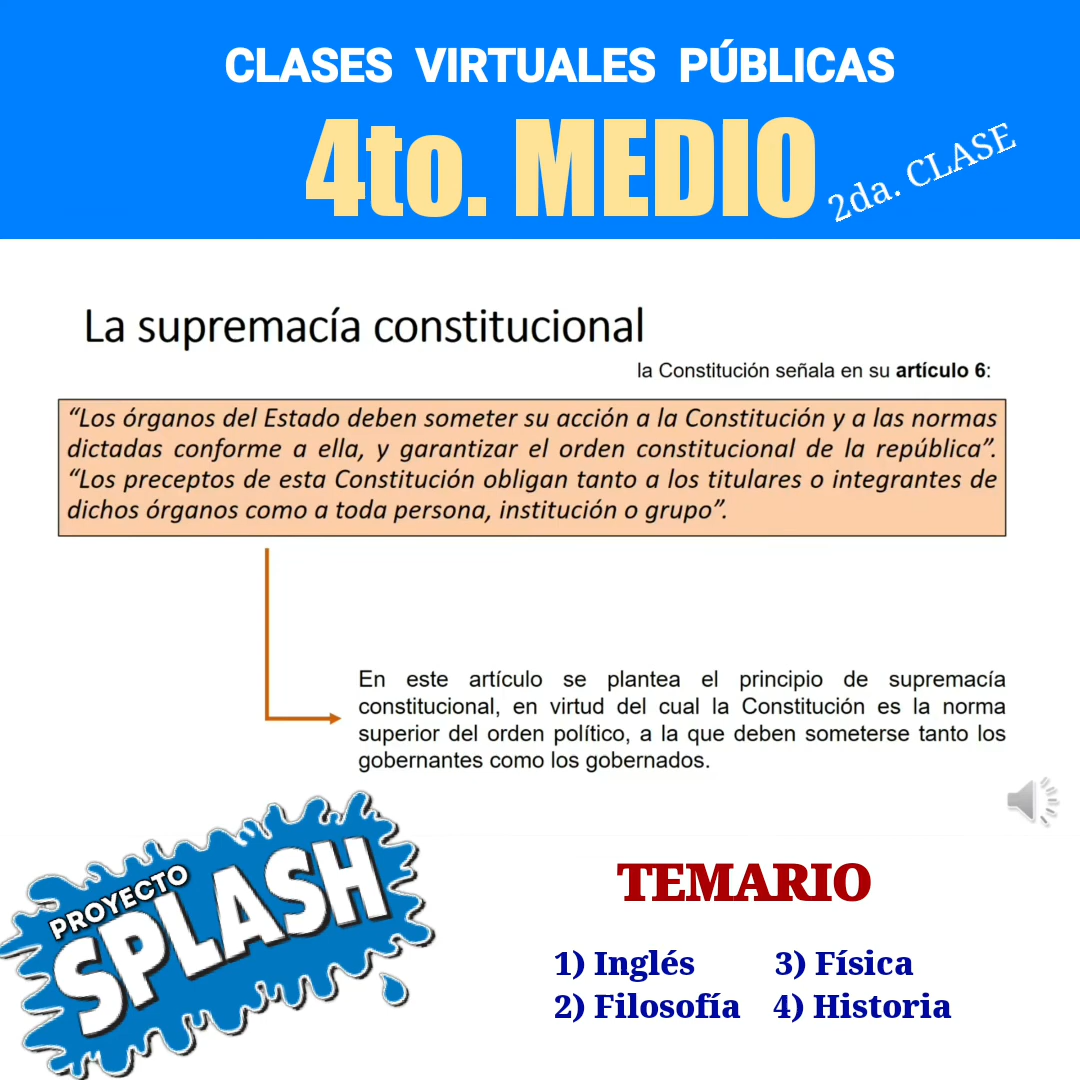 CLASES VIRTUALES PÚBLICAS
4to. MEDIO
2da. CLASE
La supremacía constitucional
la Constitución señala en su artículo 6:
“Los órganos del Estado deben someter su acción a la Constitución y a las normas
dictadas conforme a ella, y garantizar el orden constitucional de la república”.
“Los preceptos de esta Constitución obligan tanto a los titulares o integrantes de
dichos órganos como a toda persona, institución o grupo”.
En este artículo se plantea el principio de supremacía
constitucional, en virtud del cual la Constitución es la norma
superior del orden político, a la que deben someterse tanto los
gobernantes como los gobernados.
PROYECTO
SPLASH
TEMARIO
1) Inglés 3) Física
2) Filosofía 4) Historia